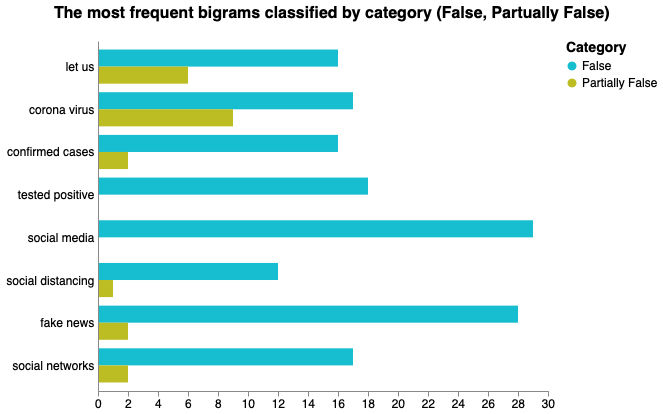 The most frequent bigrams classified by category (False, Partually False)
Category
False
Partially False
let us
corona virus
confirmed cases
tested positive
social media
social distancing
fake news
social networks
0 2 4 6 8 10 12 14 16 18 20 22 24 26 28 30